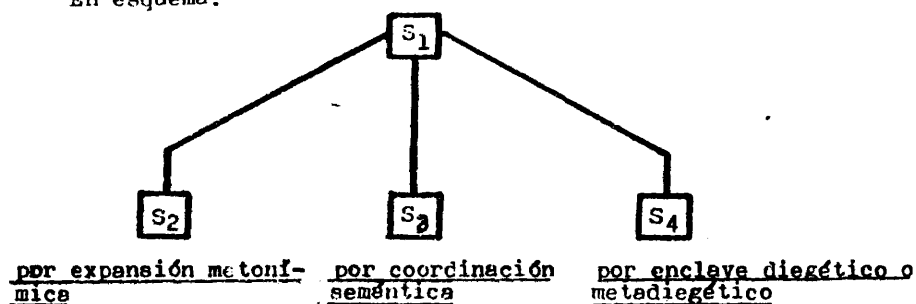 En esquema:
S1
S2 S3 S4
por expansión metoní- por coordinación por enclave diegético o
mica semántica metadiegético